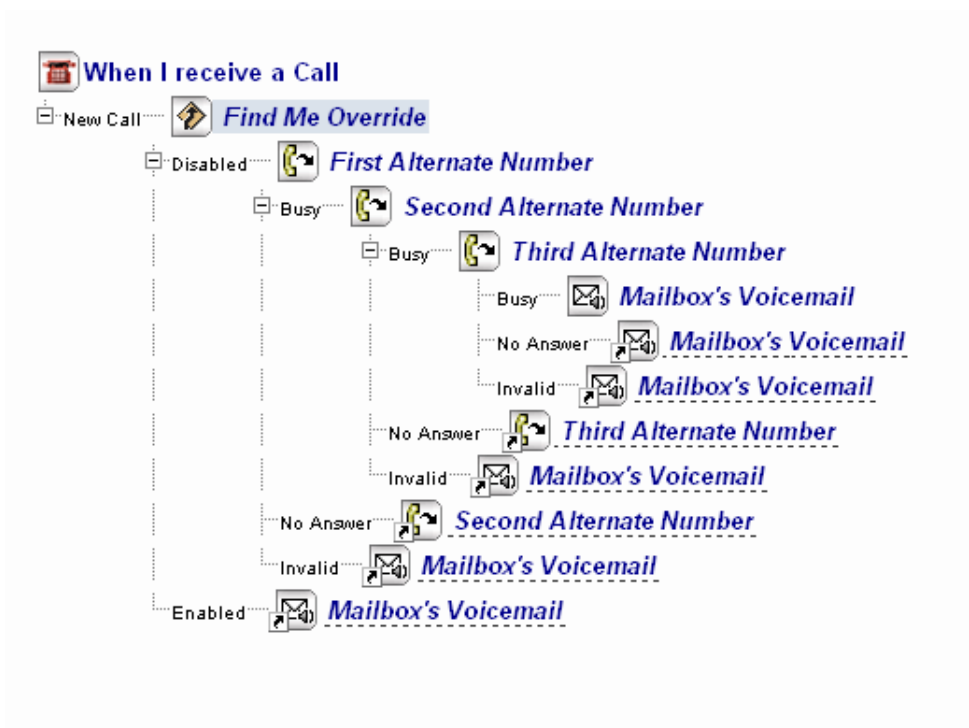 When I receive a Call
New Call Find Me Override
Disabled First Alternate Number
Busy Second Alternate Number
Busy Third Alternate Number
Busy Mailbox's Voicemail
No Answer Mailbox's Voicemail
Invalid Mailbox's Voicemail
No Answer Third Alternate Number
Invalid Mailbox's Voicemail
No Answer Second Alternate Number
Invalid Mailbox's Voicemail
Enabled Mailbox's Voicemail